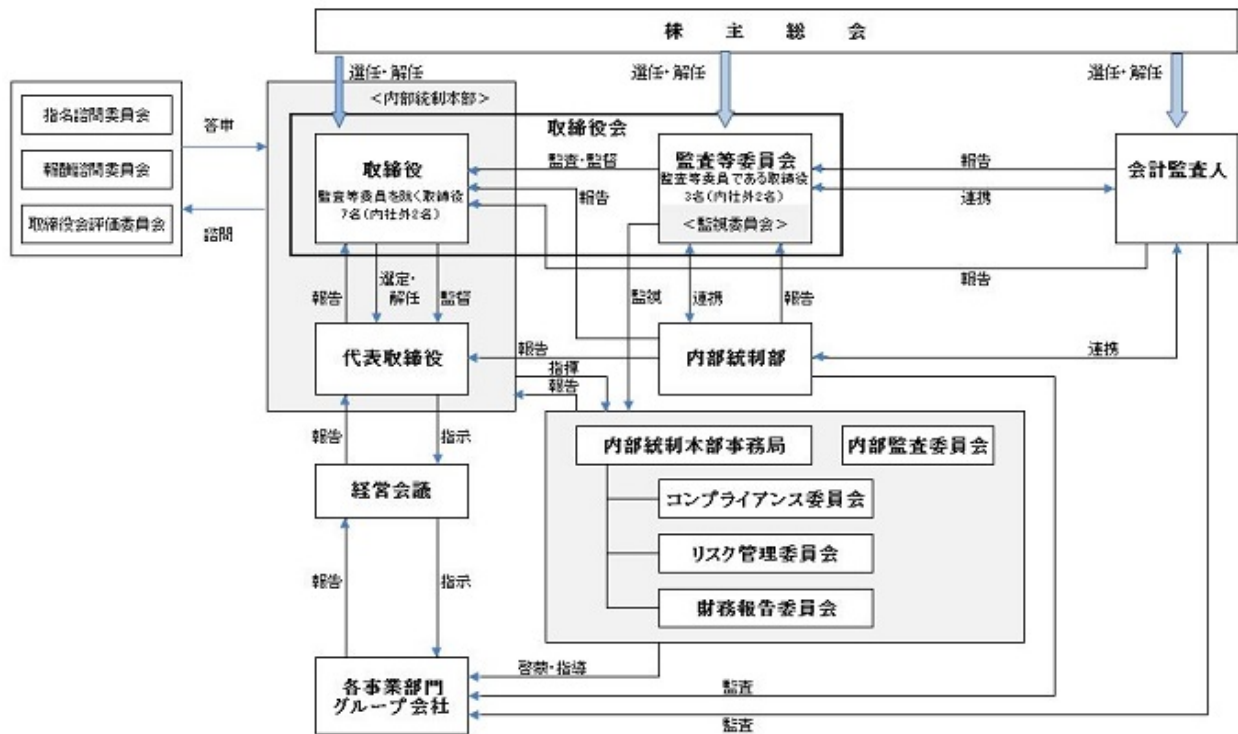 株主総会
選任・解任
選任・解任
選任・解任
<内部統制本部>
指名諮問委員会
報酬諮問委員会
取締役会評価委員会
答申
諮問
取締役会
取締役
監査等委員を除く取締役
7名(内社外2名)
監査・監督
報告
監査等委員会
監査等委員である取締役
3名(内社外2名)
<監視委員会>
報告
連携
会計監査人
報告
報告
選定・
解任
監督
監視
連携
報告
代表取締役
報告
内部統制部
連携
指揮
報告
報告
指示
経営会議
内部統制本部事務局
内部監査委員会
コンプライアンス委員会
リスク管理委員会
財務報告委員会
報告
指示
啓蒙・指導
各事業部門
グループ会社
監査
監査